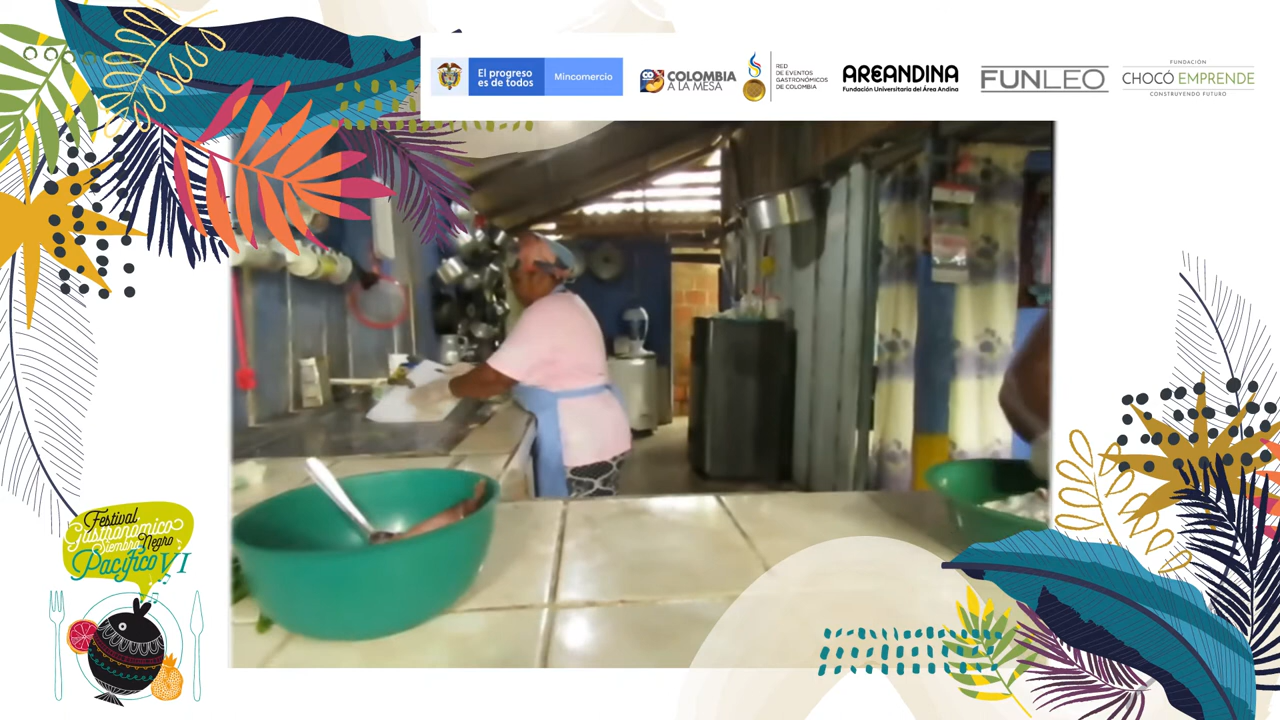 El progreso
es de todos
Mincomercio
CO
COLOMBIA
A LA MESA
RED
DE EVENTOS
GASTRONÓMICOS
DE COLOMBIA
AREANDINA
Fundación Universitaria del Área Andina
FUNLEO
FUNDACIÓN
CHOCÓ EMPRENDE
CONSTRUYENDO FUTURO
Festival
Gastronómico
Siembra Negro
Pacífico VI